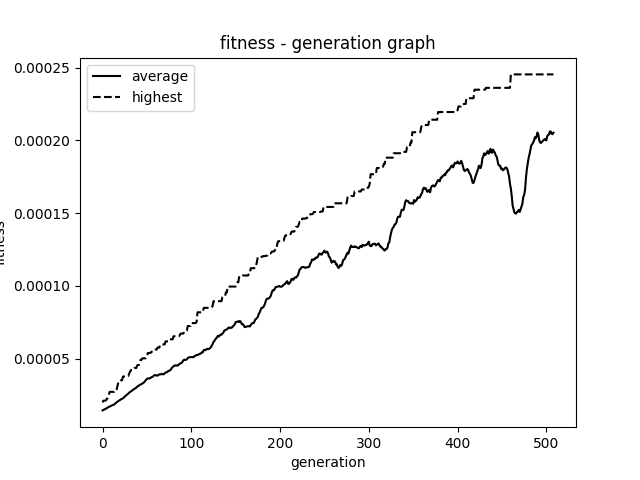 fitness - generation graph
average
highest
0.00025
0.00020
0.00015
0.00010
0.00005
fitness
0 100 200 300 400 500
generation